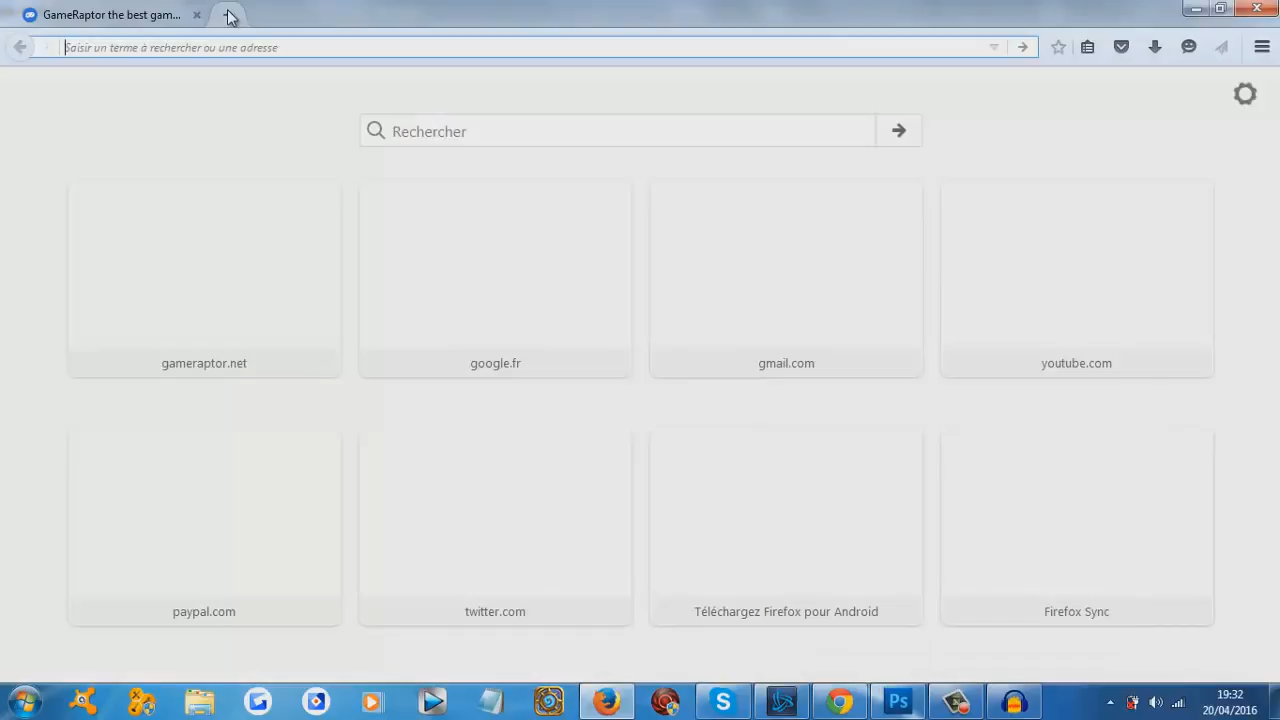 GameRaptor the best gam...
Saisir un terme à rechercher ou une adresse
Rechercher
gameraptor.net
google.fr
gmail.com
youtube.com
paypal.com
twitter.com
Téléchargez Firefox pour Android
Firefox Sync
Ps
19:32
20/04/2016